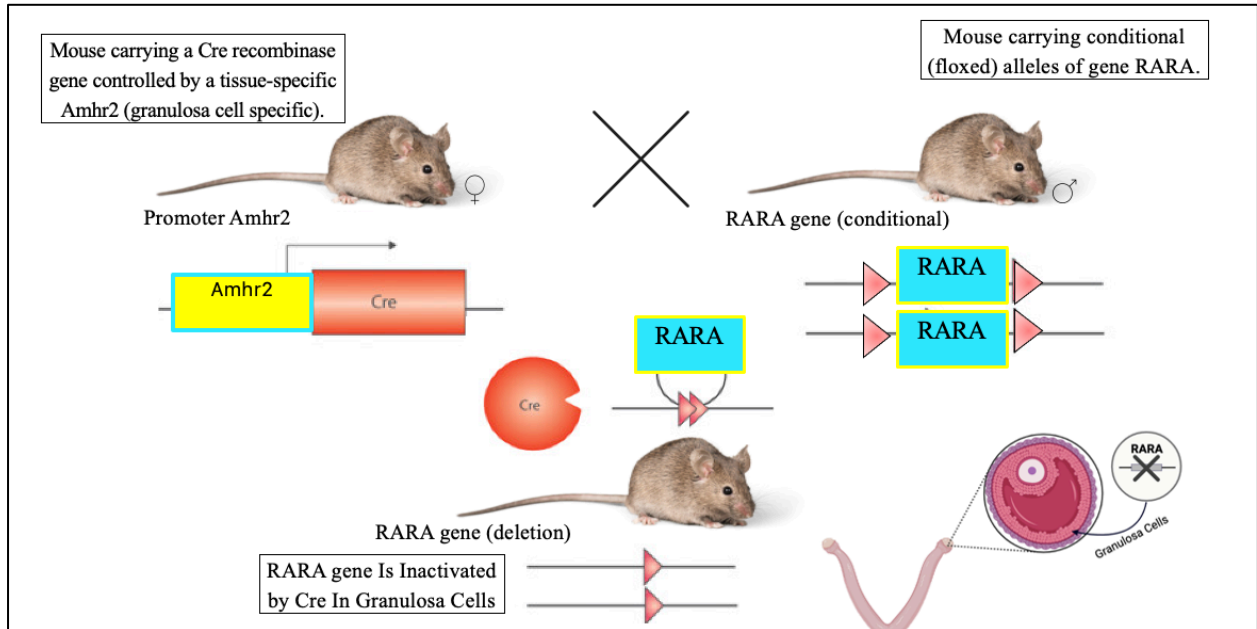 Mouse carrying a Cre recombinase
gene controlled by a tissue-specific
Amhr2 (granulosa cell specific).
Mouse carrying conditional
(floxed) alleles of gene RARA.
♀
♂
Promoter Amhr2
RARA gene (conditional)
Amhr2
Cre
RARA
RARA
RARA
Cre
RARA
Granulosa Cells
RARA gene (deletion)
RARA gene Is Inactivated
by Cre In Granulosa Cells